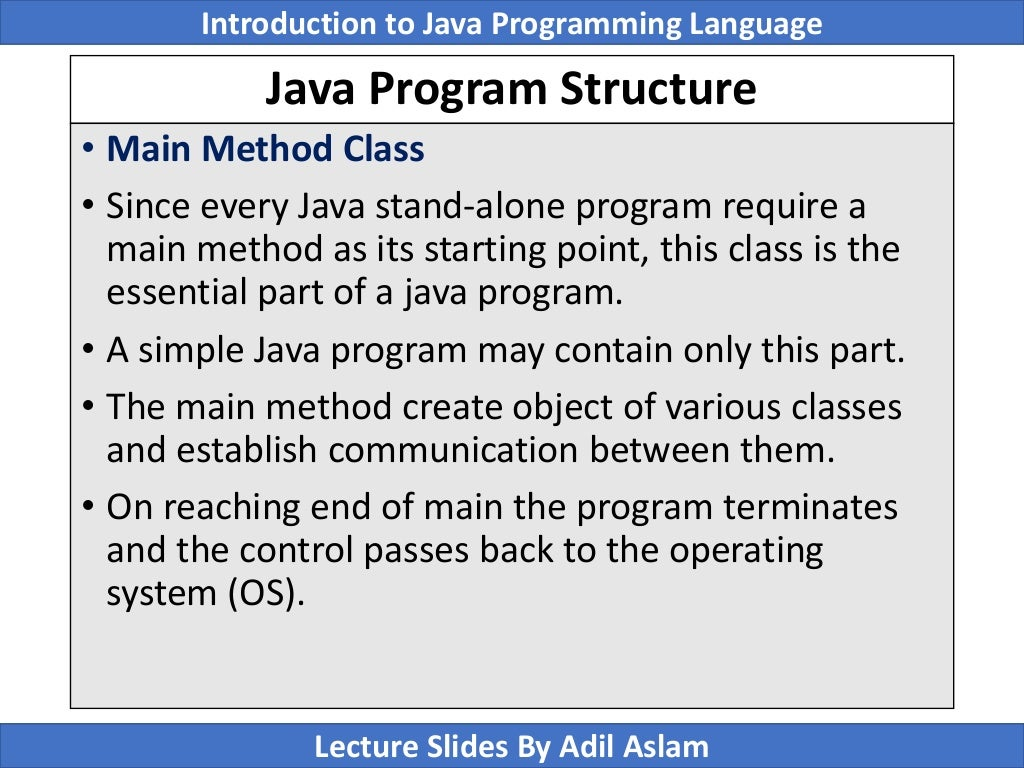 Introduction to Java Programming Language
Java Program Structure
• Main Method Class
• Since every Java stand-alone program require a
main method as its starting point, this class is the
essential part of a java program.
• A simple Java program may contain only this part.
• The main method create object of various classes
and establish communication between them.
• On reaching end of main the program terminates
and the control passes back to the operating
system (OS).
Lecture Slides By Adil Aslam